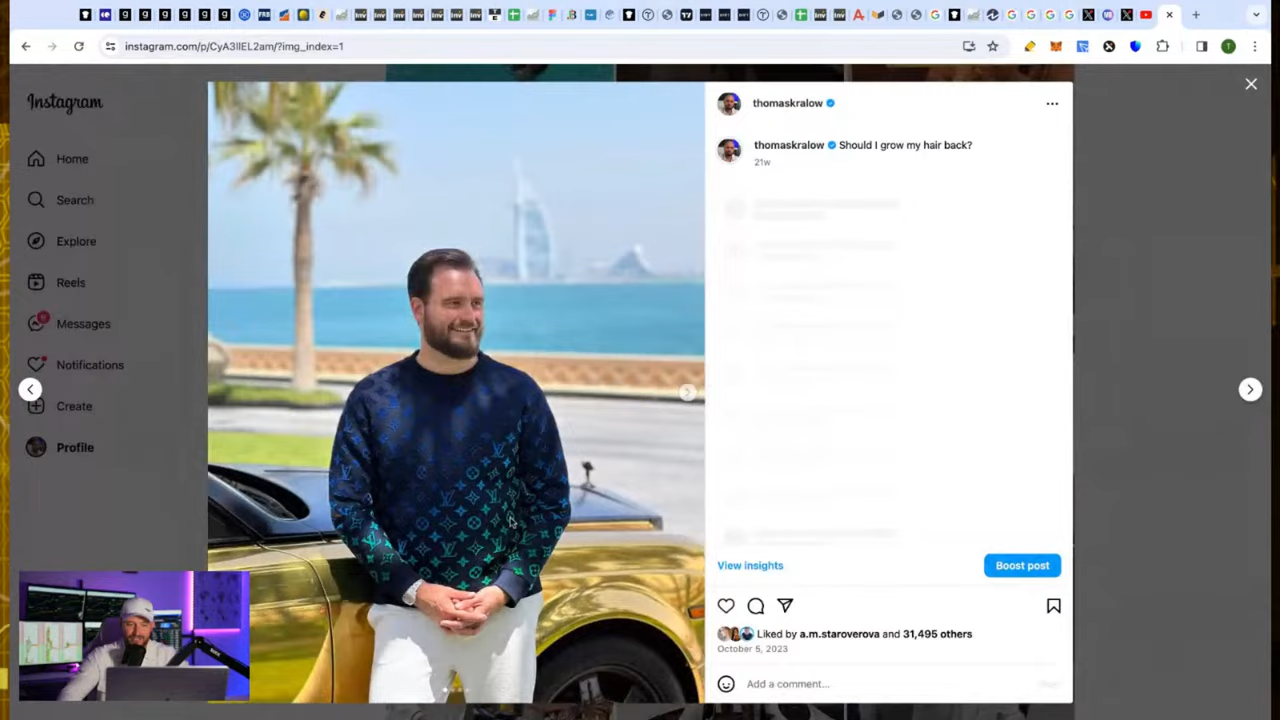 instagram.com/p/CyA3IlEL2am/?img_index=1
Instagram
Home
Search
Explore
Reels
Messages
Notifications
Create
Profile
thomaskralow
thomaskralow Should I grow my hair back?
21w
View insights
Boost post
Liked by a.m.staroverova and 31,495 others
October 5, 2023
Add a comment...